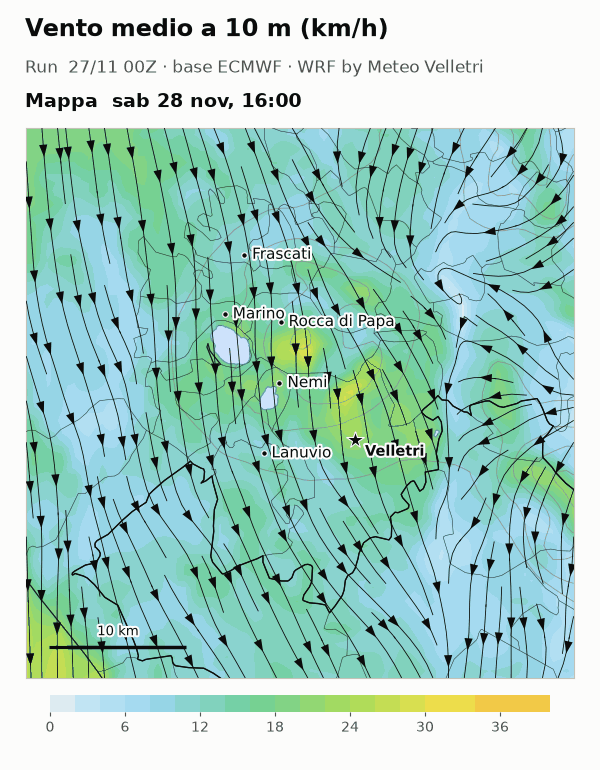 Vento medio a 10 m (km/h)
Run 27/11 00Z · base ECMWF · WRF by Meteo Velletri
Mappa sab 28 nov, 16:00
Frascati
Marino
Rocca di Papa
Nemi
Velletri
Lanuvio
10 km
0 6 12 18 24 30 36